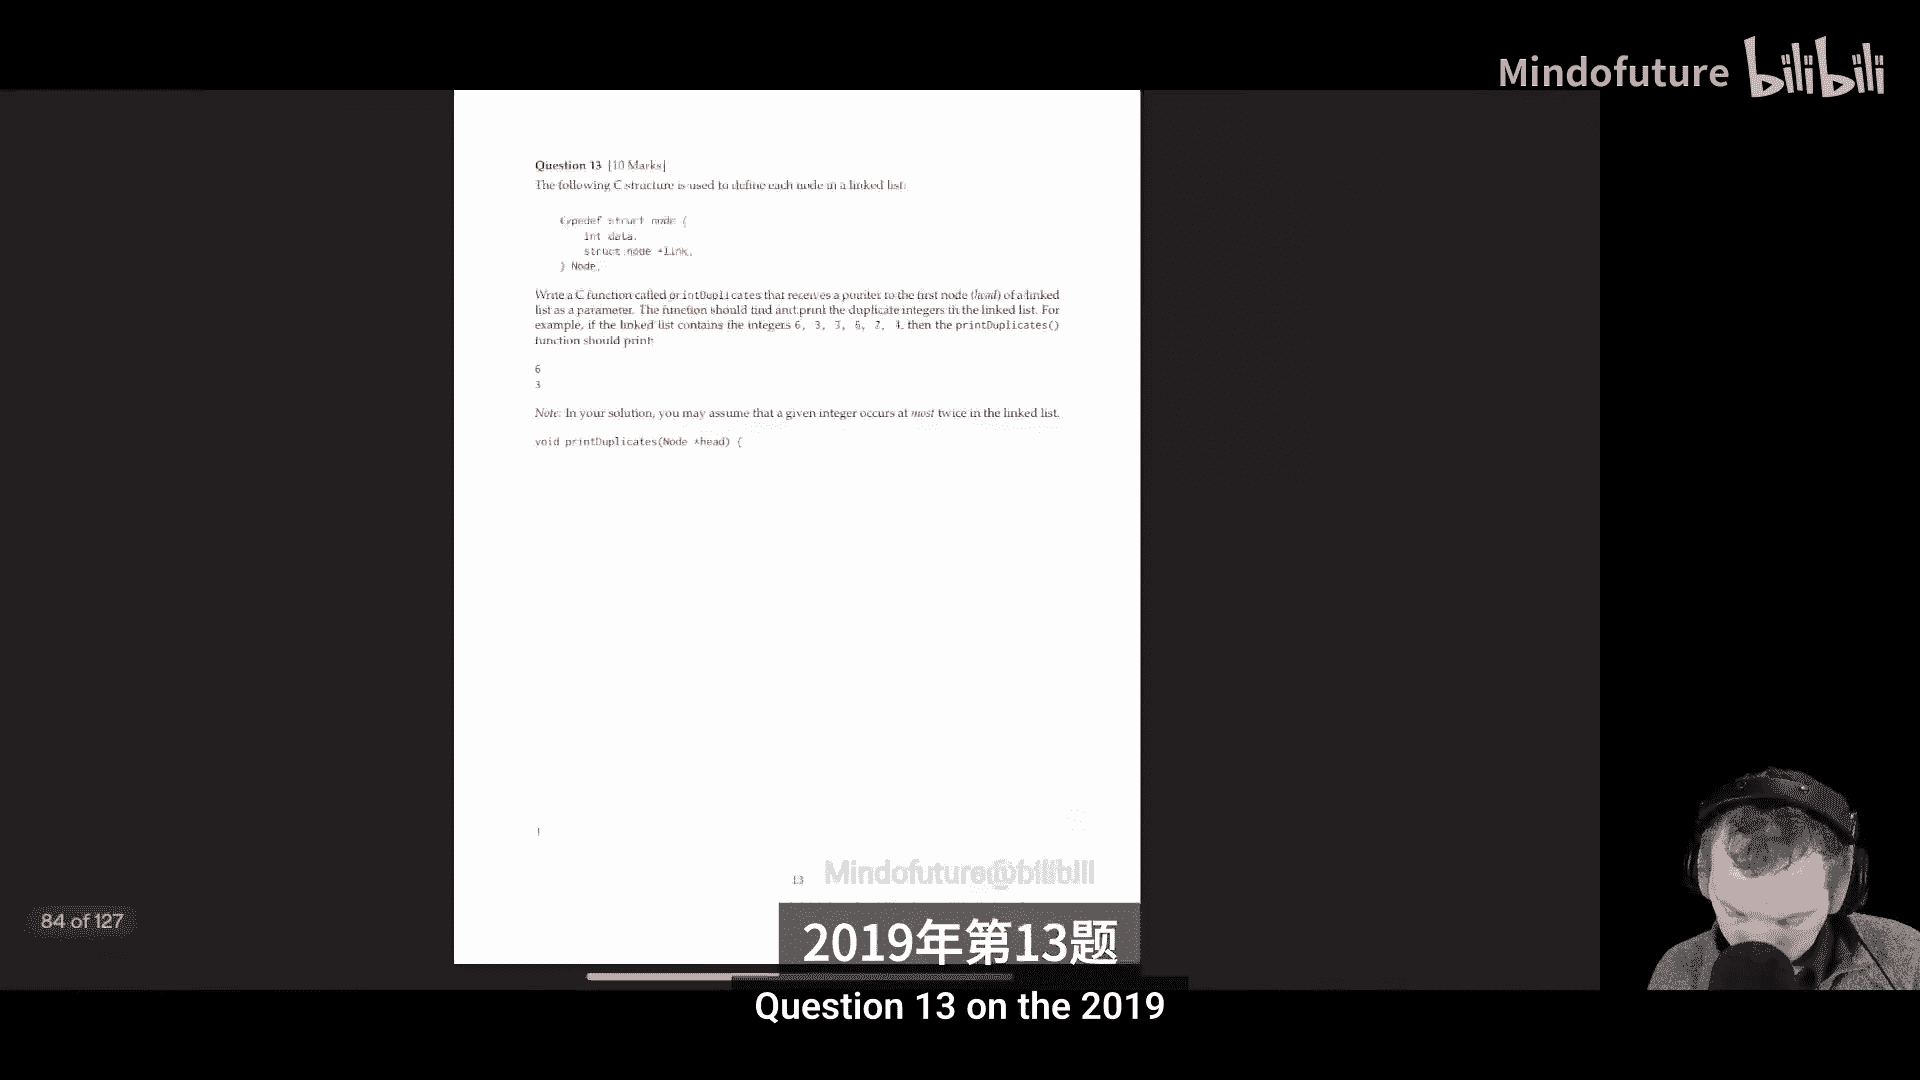 Mindofuture bilibili
Question 13 [10 Marks]
The following C structure is used to define each node in a linked list:
typedef struct node {
int data;
struct node *link;
} Node;
Write a C function called printDuplicates that receives a pointer to the first node (head) of a linked
list as a parameter. The function should find and print the duplicate integers in the linked list. For
example, if the linked list contains the integers 6, 3, 3, 6, 2, then the printDuplicates()
function should print:
6
3
Note: In your solution, you may assume that a given integer occurs at most twice in the linked list.
void printDuplicates(Node *head) {
13
Mindofuture@bilibili
84 of 127
2019年第13题
Question 13 on the 2019